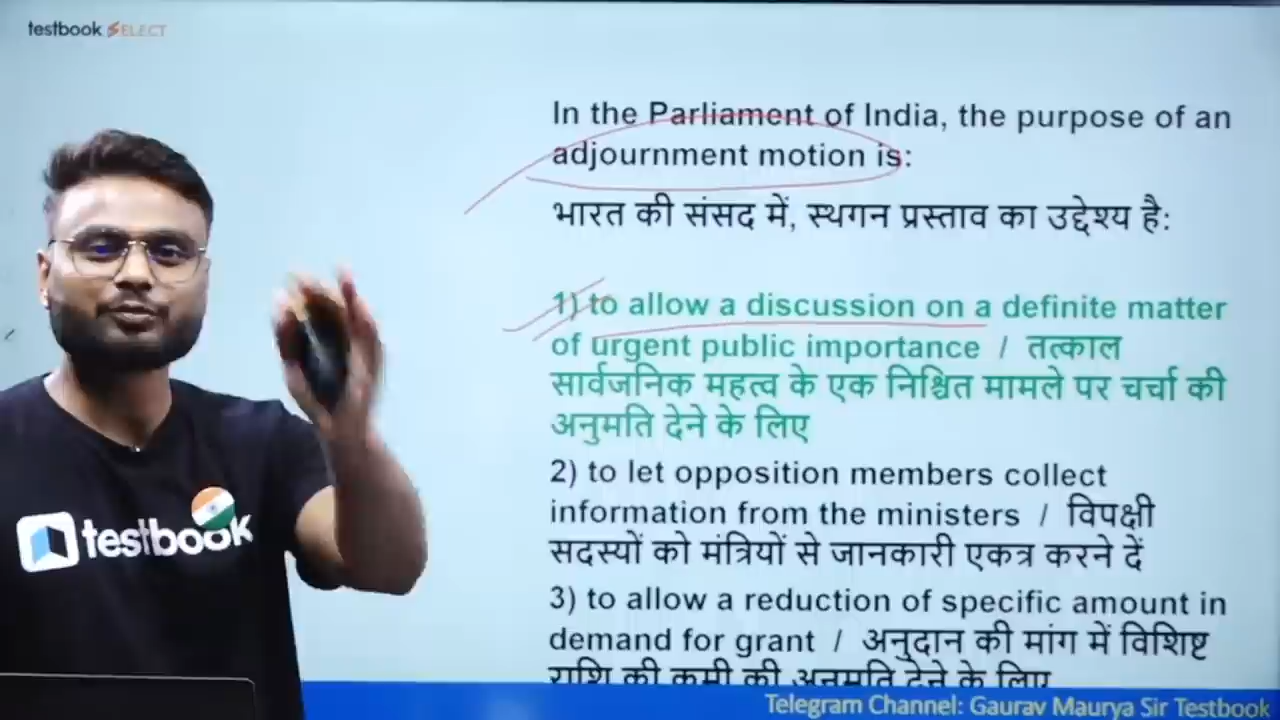 testbook SELECT
In the Parliament of India, the purpose of an
adjournment motion is:
भारत की संसद में, स्थगन प्रस्ताव का उद्देश्य है:
1) to allow a discussion on a definite matter
of urgent public importance / तत्काल
सार्वजनिक महत्व के एक निश्चित मामले पर चर्चा की
अनुमति देने के लिए
2) to let opposition members collect
information from the ministers / विपक्षी
सदस्यों को मंत्रियों से जानकारी एकत्र करने दें
3) to allow a reduction of specific amount in
demand for grant / अनुदान की मांग में विशिष्ट
राशि की कमी की अनुमति देने के लिए
testbook
Telegram Channel: Gaurav Maurya Sir Testbook